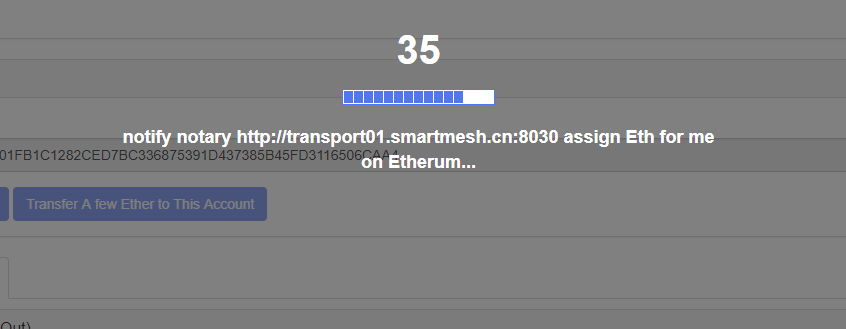 35
notify notary http://transport01.smartmesh.cn:8030 assign Eth for me
on Etherum...
01FB1C1282CED7BC336875391D437385B45FD3116506CAA4
Transfer A few Ether to This Account
Out)